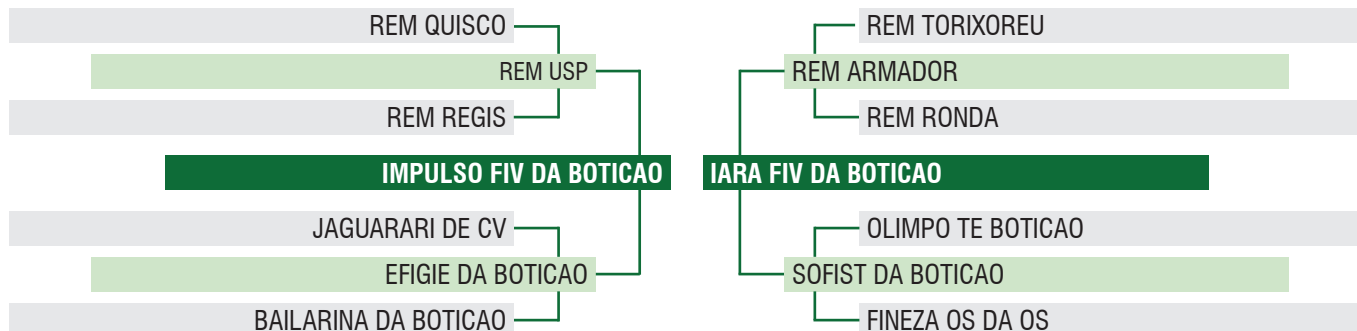 REM QUISCO
REM USP
REM REGIS
IMPULSO FIV DA BOTICAO
JAGUARARI DE CV
EFIGIE DA BOTICAO
BAILARINA DA BOTICAO
REM TORIXOREU
REM ARMADOR
REM RONDA
IARA FIV DA BOTICAO
OLIMPO TE BOTICAO
SOFIST DA BOTICAO
FINEZA OS DA OS